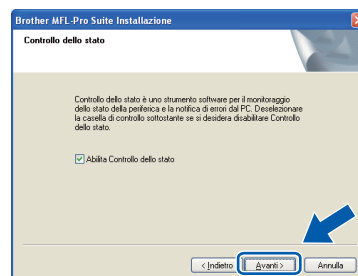 Brother MFL-Pro Suite Installazione
Controllo dello stato
Controllo dello stato è uno strumento software per il monitoraggio
dello stato della periferica e la notifica di errori dal PC. Deselezionare
la casella di controllo sottostante se si desidera disabilitare Controllo
dello stato.
Abilita Controllo dello stato
< Indietro Avanti > Annulla